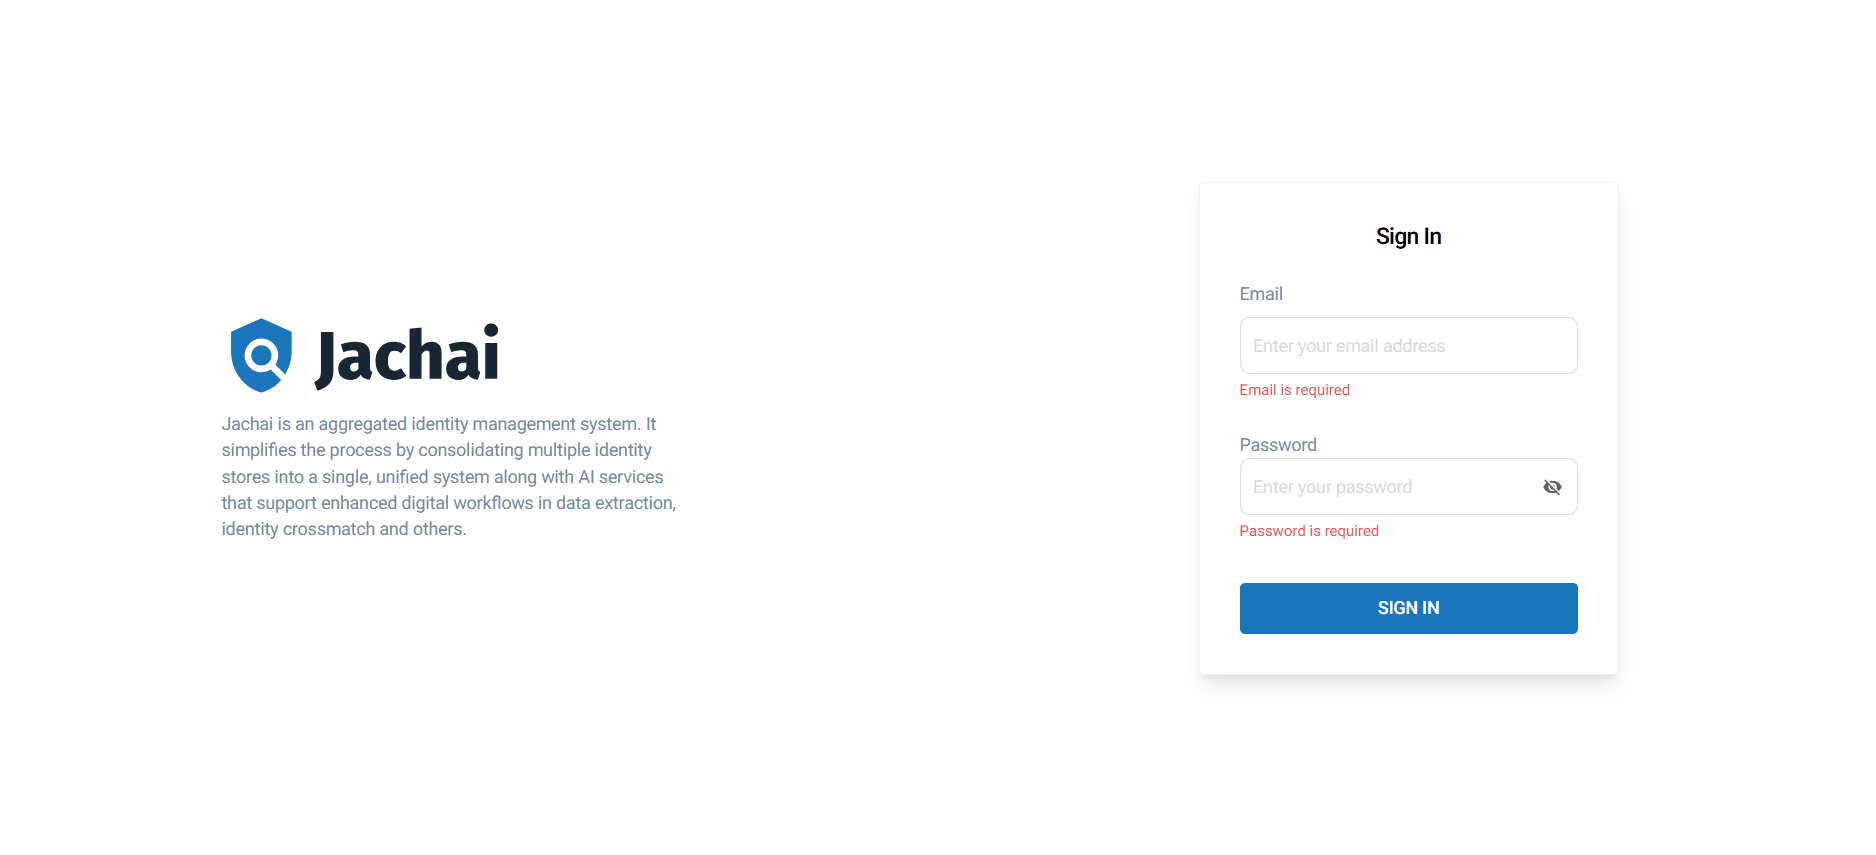 Jachai
Jachai is an aggregated identity management system. It
simplifies the process by consolidating multiple identity
stores into a single, unified system along with AI services
that support enhanced digital workflows in data extraction,
identity crossmatch and others.
Sign In
Email
Enter your email address
Email is required
Password
Enter your password
Password is required
SIGN IN